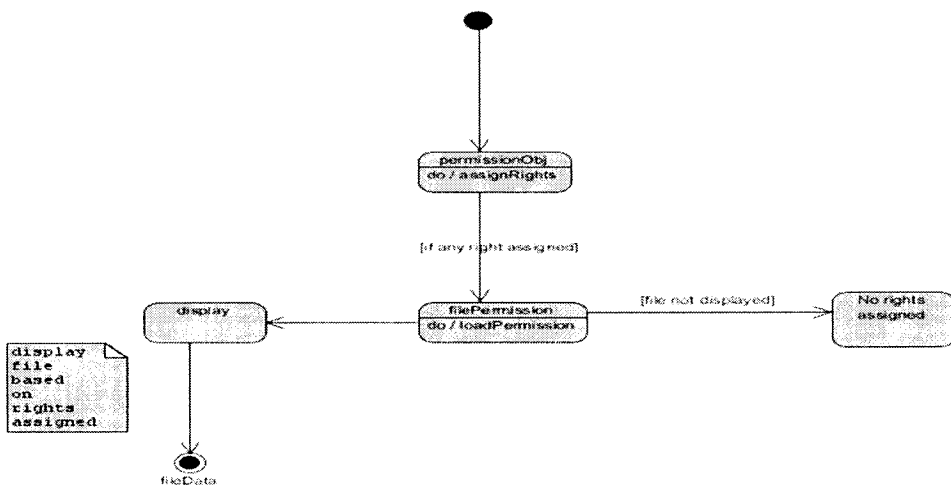 permissionObj
do / assignRights
[if any right assigned]
display
filePermission
do / loadPermission
[file not displayed]
No rights
assigned
display
file
based
on
rights
assigned
fileData